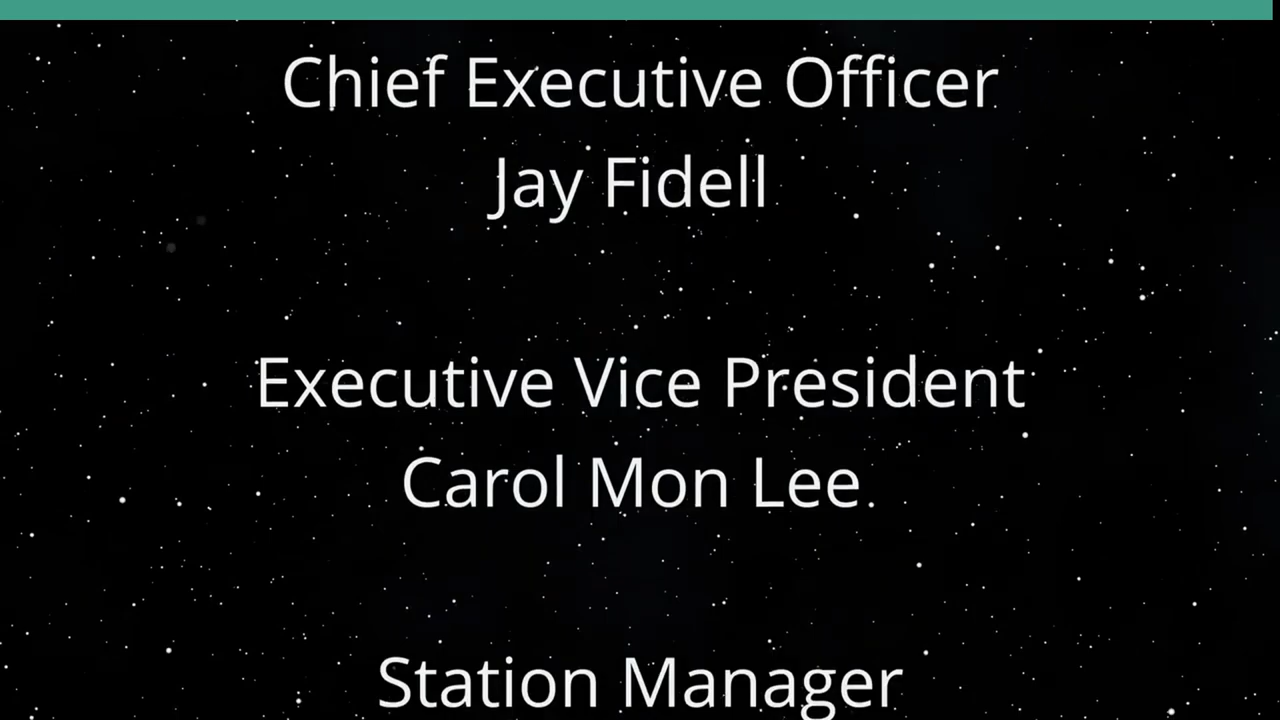 Chief Executive Officer
Jay Fidell
Executive Vice President
Carol Mon Lee
Station Manager